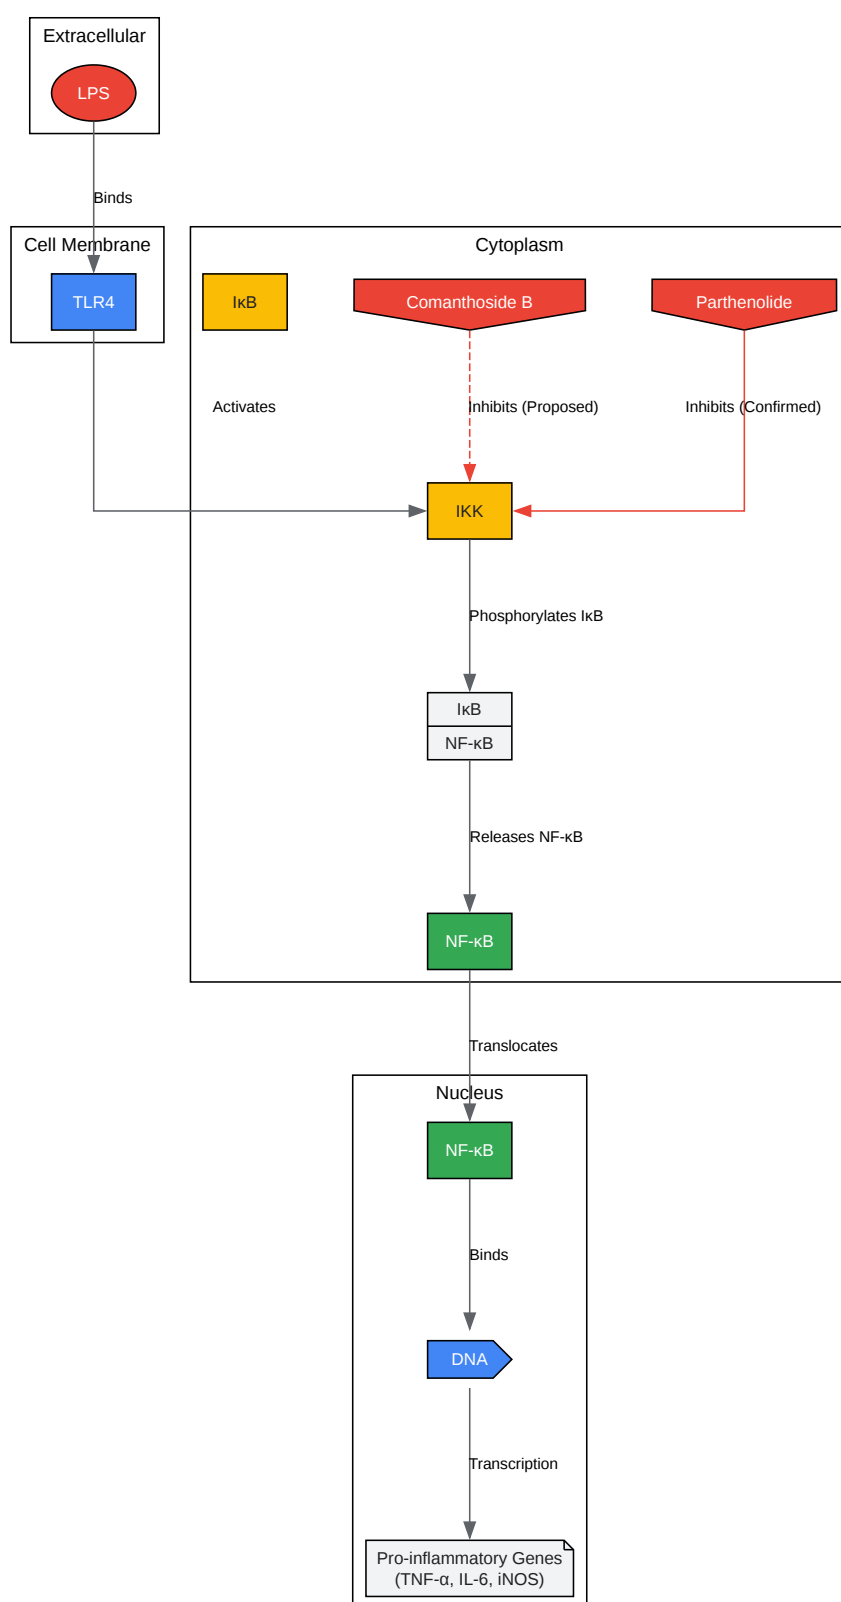 Extracellular
LPS
Binds
Cell Membrane
TLR4
Cytoplasm
IκB
Comanthoside B
Parthenolide
Activates
Inhibits (Proposed)
Inhibits (Confirmed)
IKK
Phosphorylates IκB
IκB
NF-κB
Releases NF-κB
NF-κB
Translocates
Nucleus
NF-κB
Binds
DNA
Transcription
Pro-inflammatory Genes
(TNF-α, IL-6, iNOS)